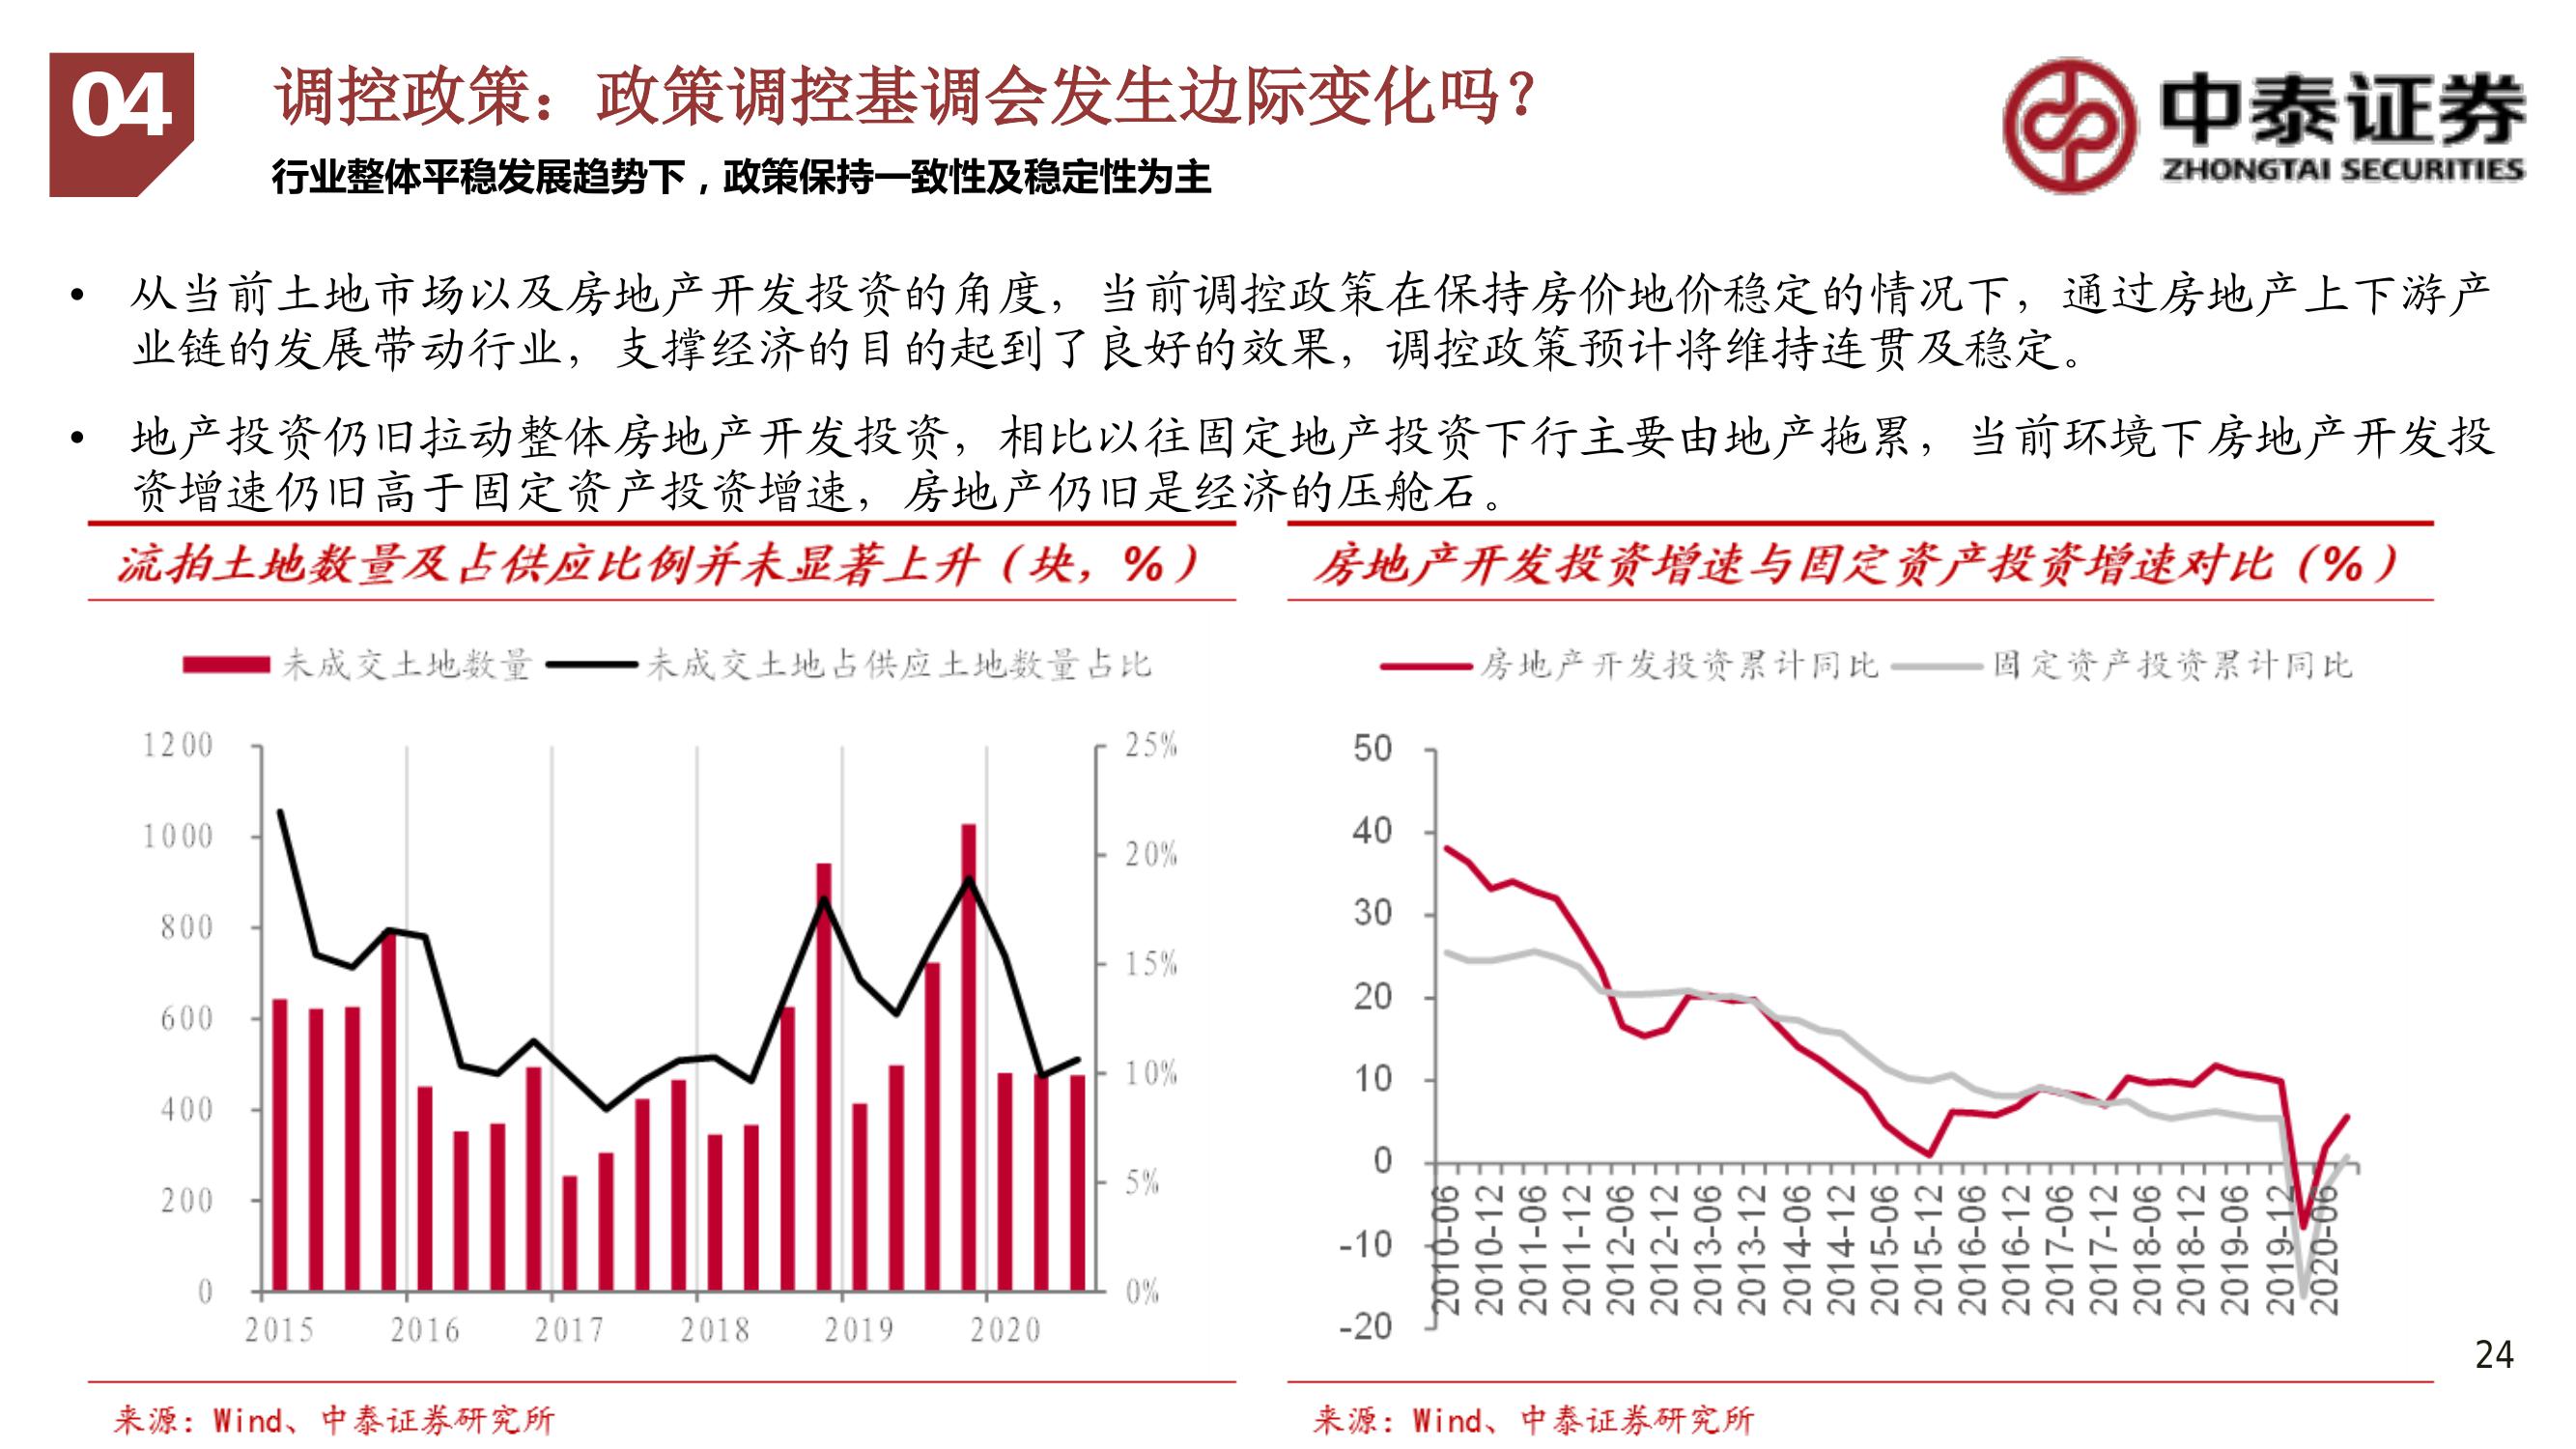 04
调控政策：政策调控基调会发生边际变化吗？
行业整体平稳发展趋势下，政策保持一致性及稳定性为主
中泰证券
ZHONGTAI SECURITIES
• 从当前土地市场以及房地产开发投资的角度，当前调控政策在保持房价地价稳定的情况下，通过房地产上下游产
业链的发展带动行业，支撑经济的目的起到了良好的效果，调控政策预计将维持连贯及稳定。
• 地产投资仍旧拉动整体房地产开发投资，相比以往固定地产投资下行主要由地产拖累，当前环境下房地产开发投
资增速仍旧高于固定资产投资增速，房地产仍旧是经济的压舱石。
流拍土地数量及占供应比例并未显著上升（块，%）
未成交土地数量 未成交土地占供应土地数量占比
1200
1000
800
600
400
200
0
25%
20%
15%
10%
5%
0%
2015 2016 2017 2018 2019 2020
来源：Wind、中泰证券研究所
房地产开发投资增速与固定资产投资增速对比（%）
房地产开发投资累计同比 固定资产投资累计同比
50
40
30
20
10
0
-10
-20
2010-06 2010-12 2011-06 2011-12 2012-06 2012-12 2013-06 2013-12 2014-06 2014-12 2015-06 2015-12 2016-06 2016-12 2017-06 2017-12 2018-06 2018-12 2019-06 2019-12 2020-06
来源：Wind、中泰证券研究所
24